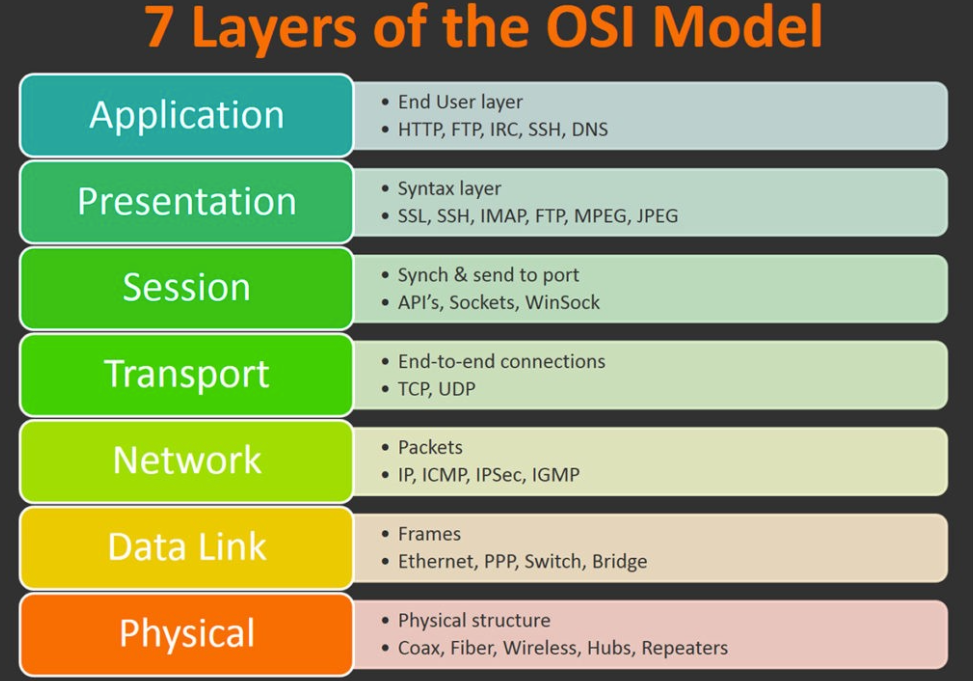 7 Layers of the OSI Model
Application
• End User layer
• HTTP, FTP, IRC, SSH, DNS
Presentation
• Syntax layer
• SSL, SSH, IMAP, FTP, MPEG, JPEG
Session
• Synch & send to port
• API's, Sockets, WinSock
Transport
• End-to-end connections
• TCP, UDP
Network
• Packets
• IP, ICMP, IPSec, IGMP
Data Link
• Frames
• Ethernet, PPP, Switch, Bridge
Physical
• Physical structure
• Coax, Fiber, Wireless, Hubs, Repeaters